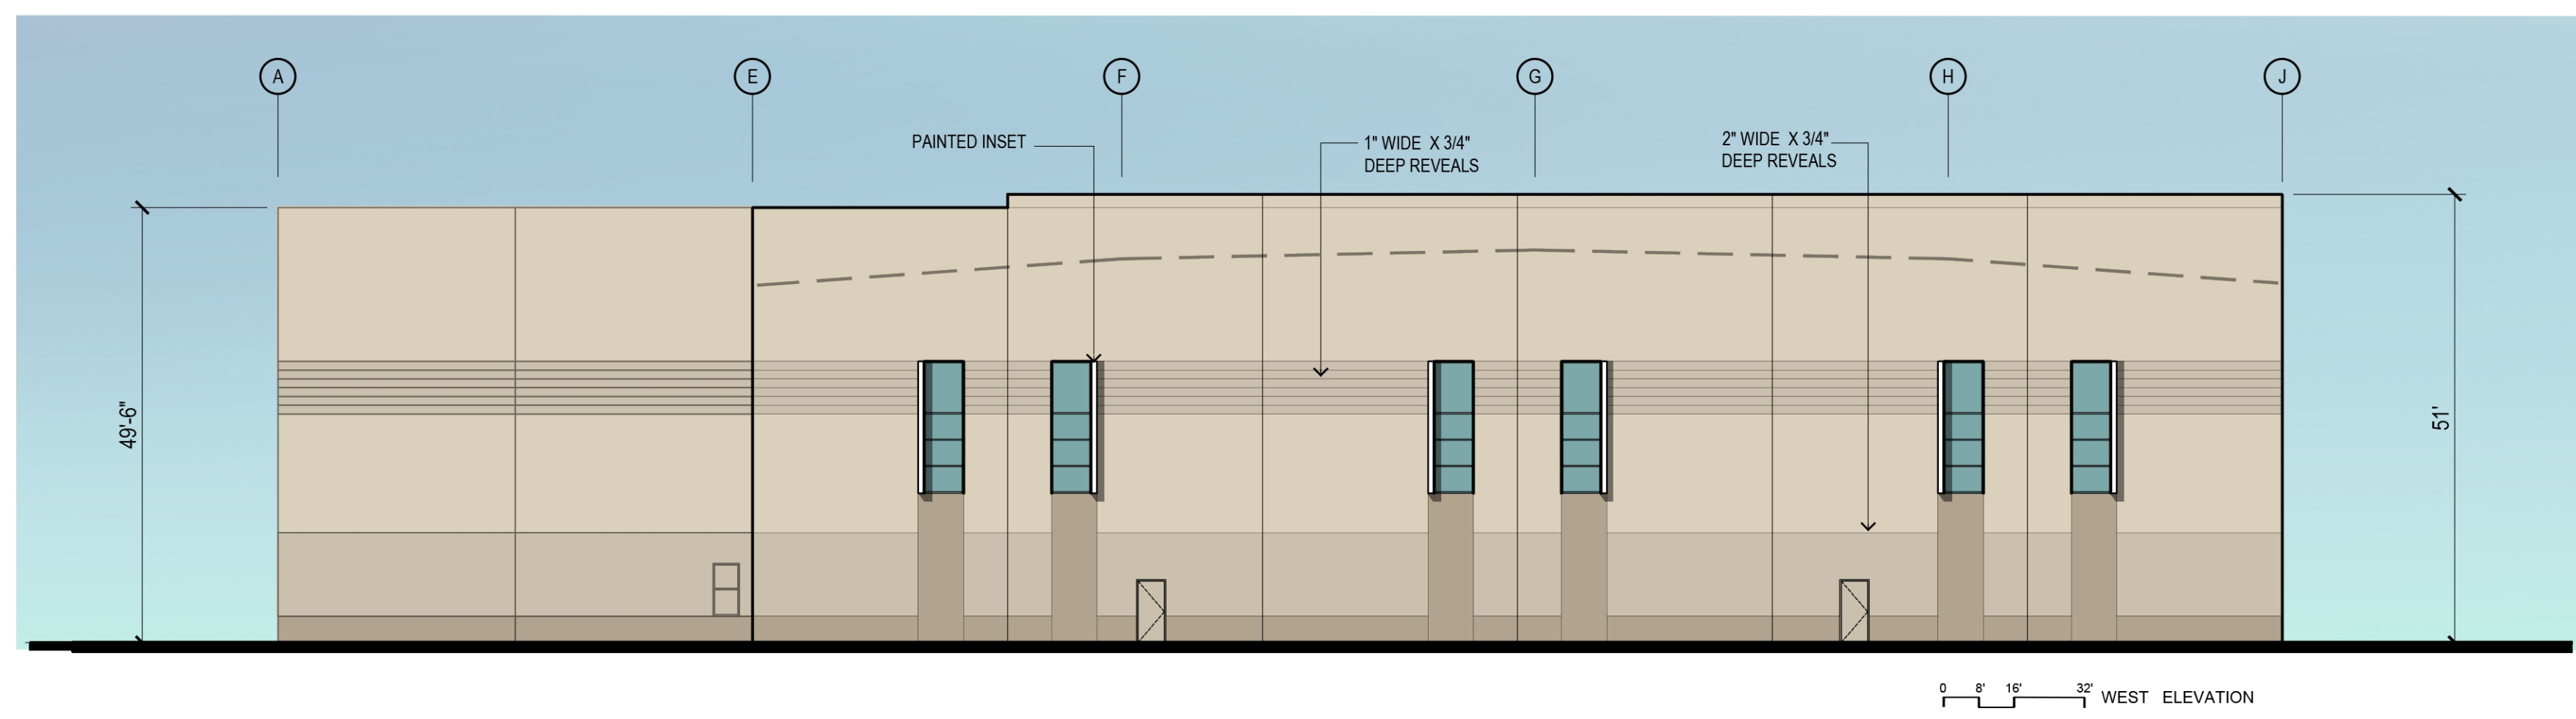 A E F G H J
PAINTED INSET
1" WIDE X 3/4"
DEEP REVEALS
2" WIDE X 3/4"
DEEP REVEALS
49'-6"
51'
0 8' 16' 32'
WEST ELEVATION